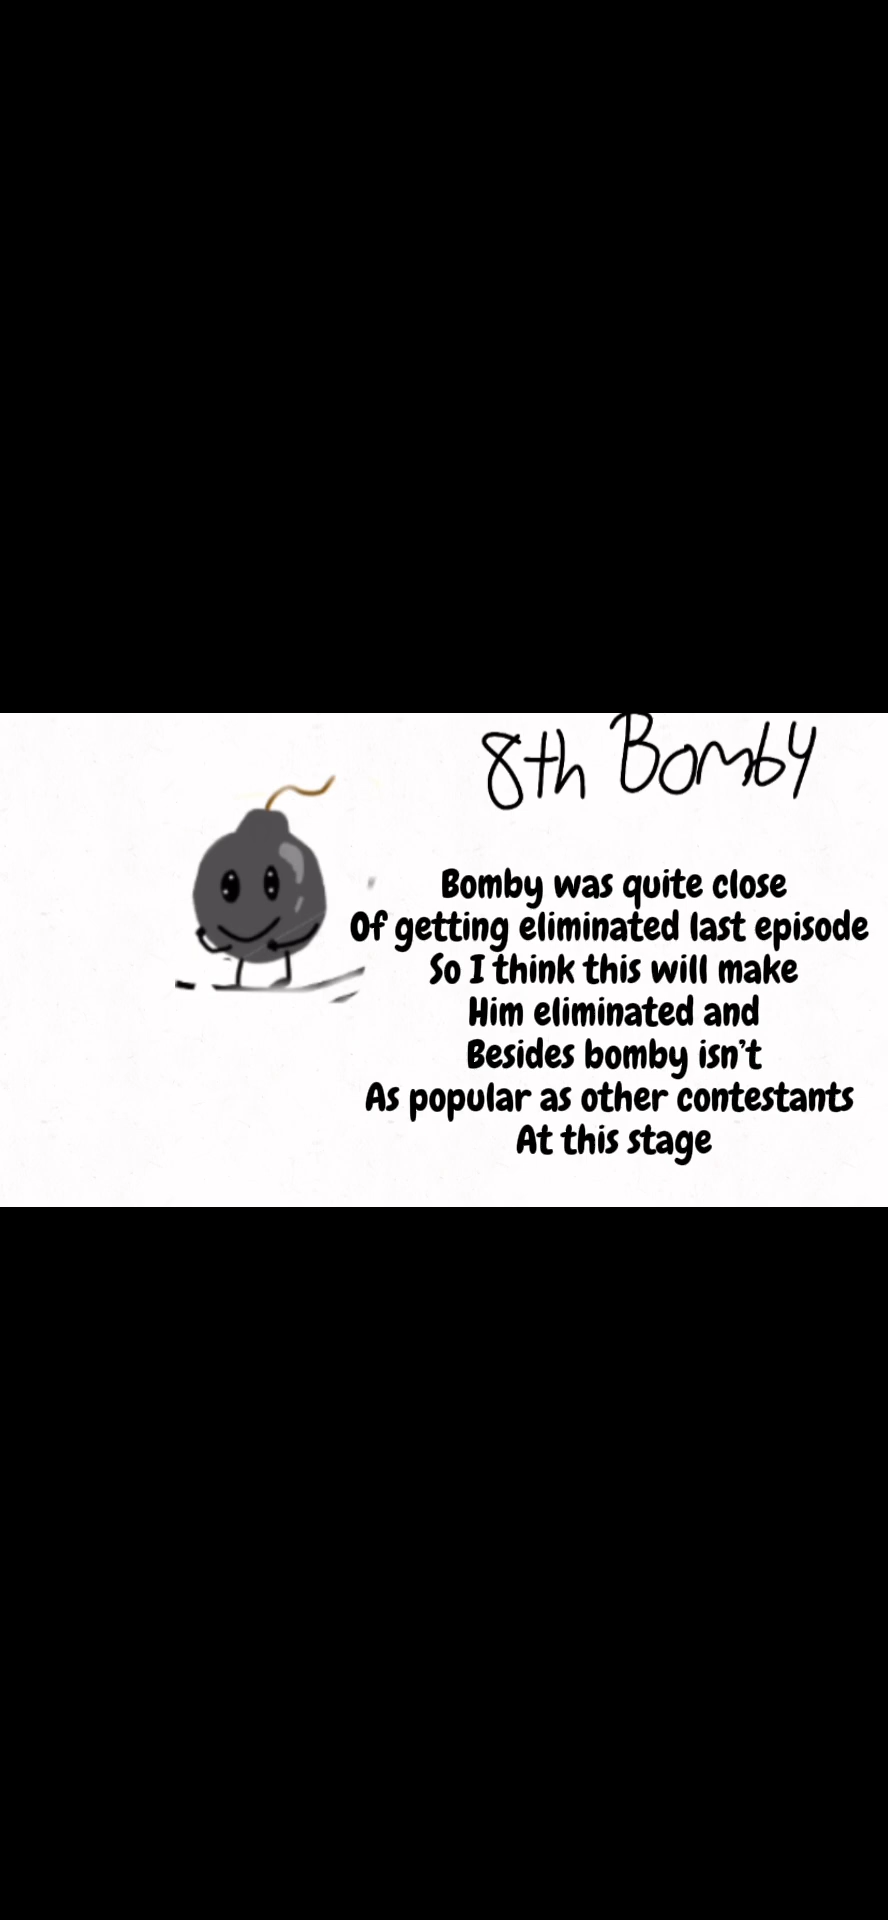 8th Bomby
Bomby was quite close
Of getting eliminated last episode
So I think this will make
Him eliminated and
Besides bomby isn’t
As popular as other contestants
At this stage